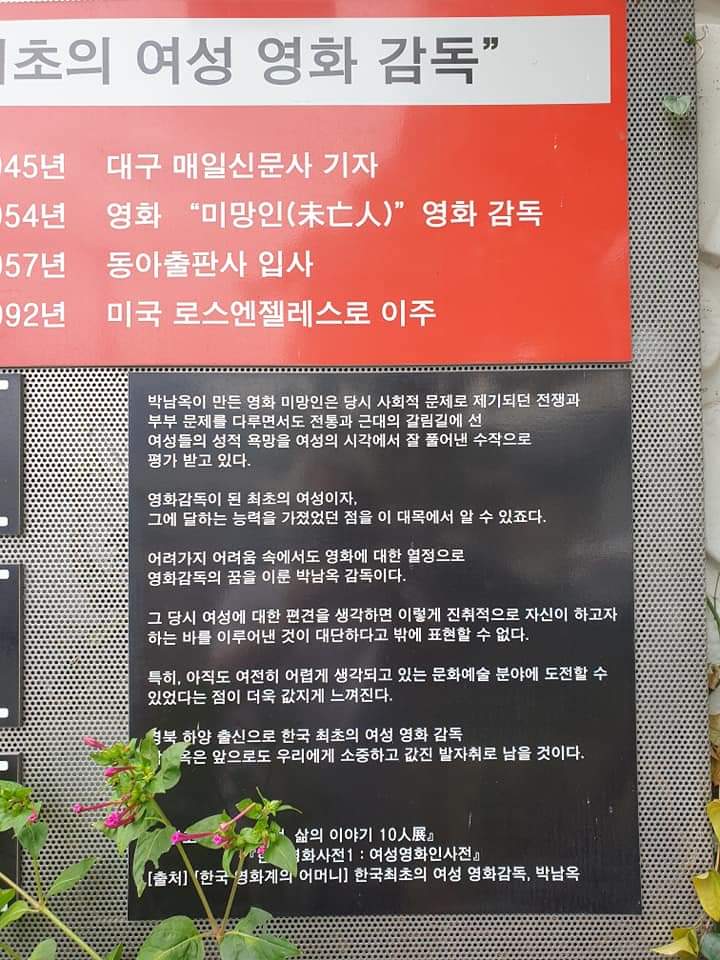 초의 여성 영화 감독”
45년 대구 매일신문사 기자
954년 영화 “미망인(未亡人)” 영화 감독
957년 동아출판사 입사
992년 미국 로스엔젤레스로 이주
박남옥이 만든 영화 미망인은 당시 사회적 문제로 제기되던 전쟁과
부부 문제를 다루면서도 전통과 근대의 갈림길에 선
여성들의 성적 욕망을 여성의 시각에서 잘 풀어낸 수작으로
평가 받고 있다.
영화감독이 된 최초의 여성이자,
그에 달하는 능력을 가졌었던 점을 이 대목에서 알 수 있죠다.
어려가지 어려움 속에서도 영화에 대한 열정으로
영화감독의 꿈을 이룬 박남옥 감독이다.
그 당시 여성에 대한 편견을 생각하면 이렇게 진취적으로 자신이 하고자
하는 바를 이루어낸 것이 대단하다고 밖에 표현할 수 없다.
특히, 아직도 여전히 어렵게 생각되고 있는 문화예술 분야에 도전할 수
있었다는 점이 더욱 값지게 느껴진다.
경북 하양 출신으로 한국 최초의 여성 영화 감독
옥은 앞으로도 우리에게 소중하고 값진 발자취로 남을 것이다.
삶의 이야기 10人展』
영화사전1 : 여성영화인사전』
[출처] [한국 영화계의 어머니] 한국최초의 여성 영화감독, 박남옥